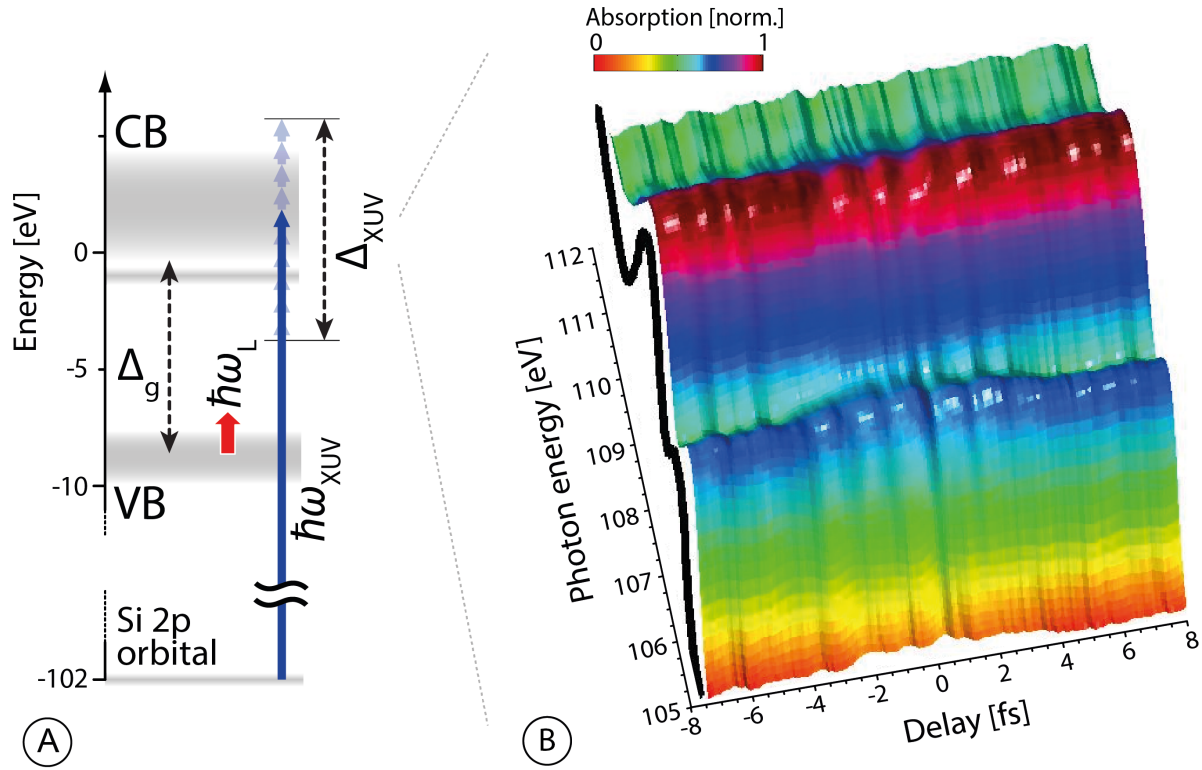 CB
Energy [eV]
0
-5
-10
-102
Δg
ħωL
ΔXUV
VB
ħωXUV
Si 2p
orbital
A
Absorption [norm.]
0 1
112
111
110
109
108
107
106
105
Photon energy [eV]
-8 -6 -4 -2 0 2 4 6 8
Delay [fs]
B